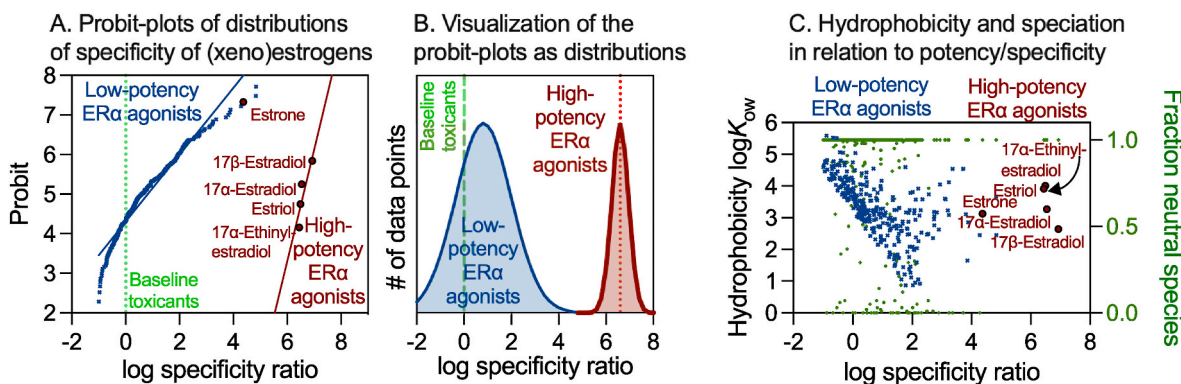 A. Probit-plots of distributions
of specificity of (xeno)estrogens
8
7
6
5
4
3
2
Probit
Low-potency
ERα agonists
Estrone
17β-Estradiol
17α-Estradiol
Estriol
17α-Ethinyl-
estradiol
High-
potency
ERα
agonists
Baseline
toxicants
-2 0 2 4 6 8
log specificity ratio
B. Visualization of the
probit-plots as distributions
# of data points
Baseline
toxicants
High-
potency
ERα
agonists
Low-
potency
ERα
agonists
-2 0 2 4 6 8
log specificity ratio
C. Hydrophobicity and speciation
in relation to potency/specificity
Low-potency
ERα agonists
High-potency
ERα agonists
Hydrophobicity logKow
6
5
4
3
2
1
0
17α-Ethinyl-
estradiol
Estriol
Estrone
17α-Estradiol
17β-Estradiol
1.0
0.5
0.0
Fraction neutral species
-2 0 2 4 6 8
log specificity ratio